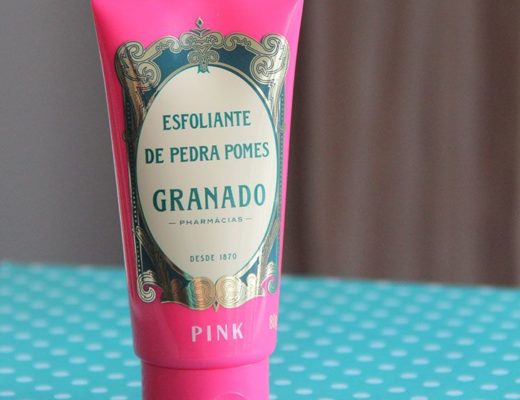 ESFOLIANTE
DE PEDRA POMES
GRANADO
— PHARMÁCIAS —
DESDE 1870
PINK